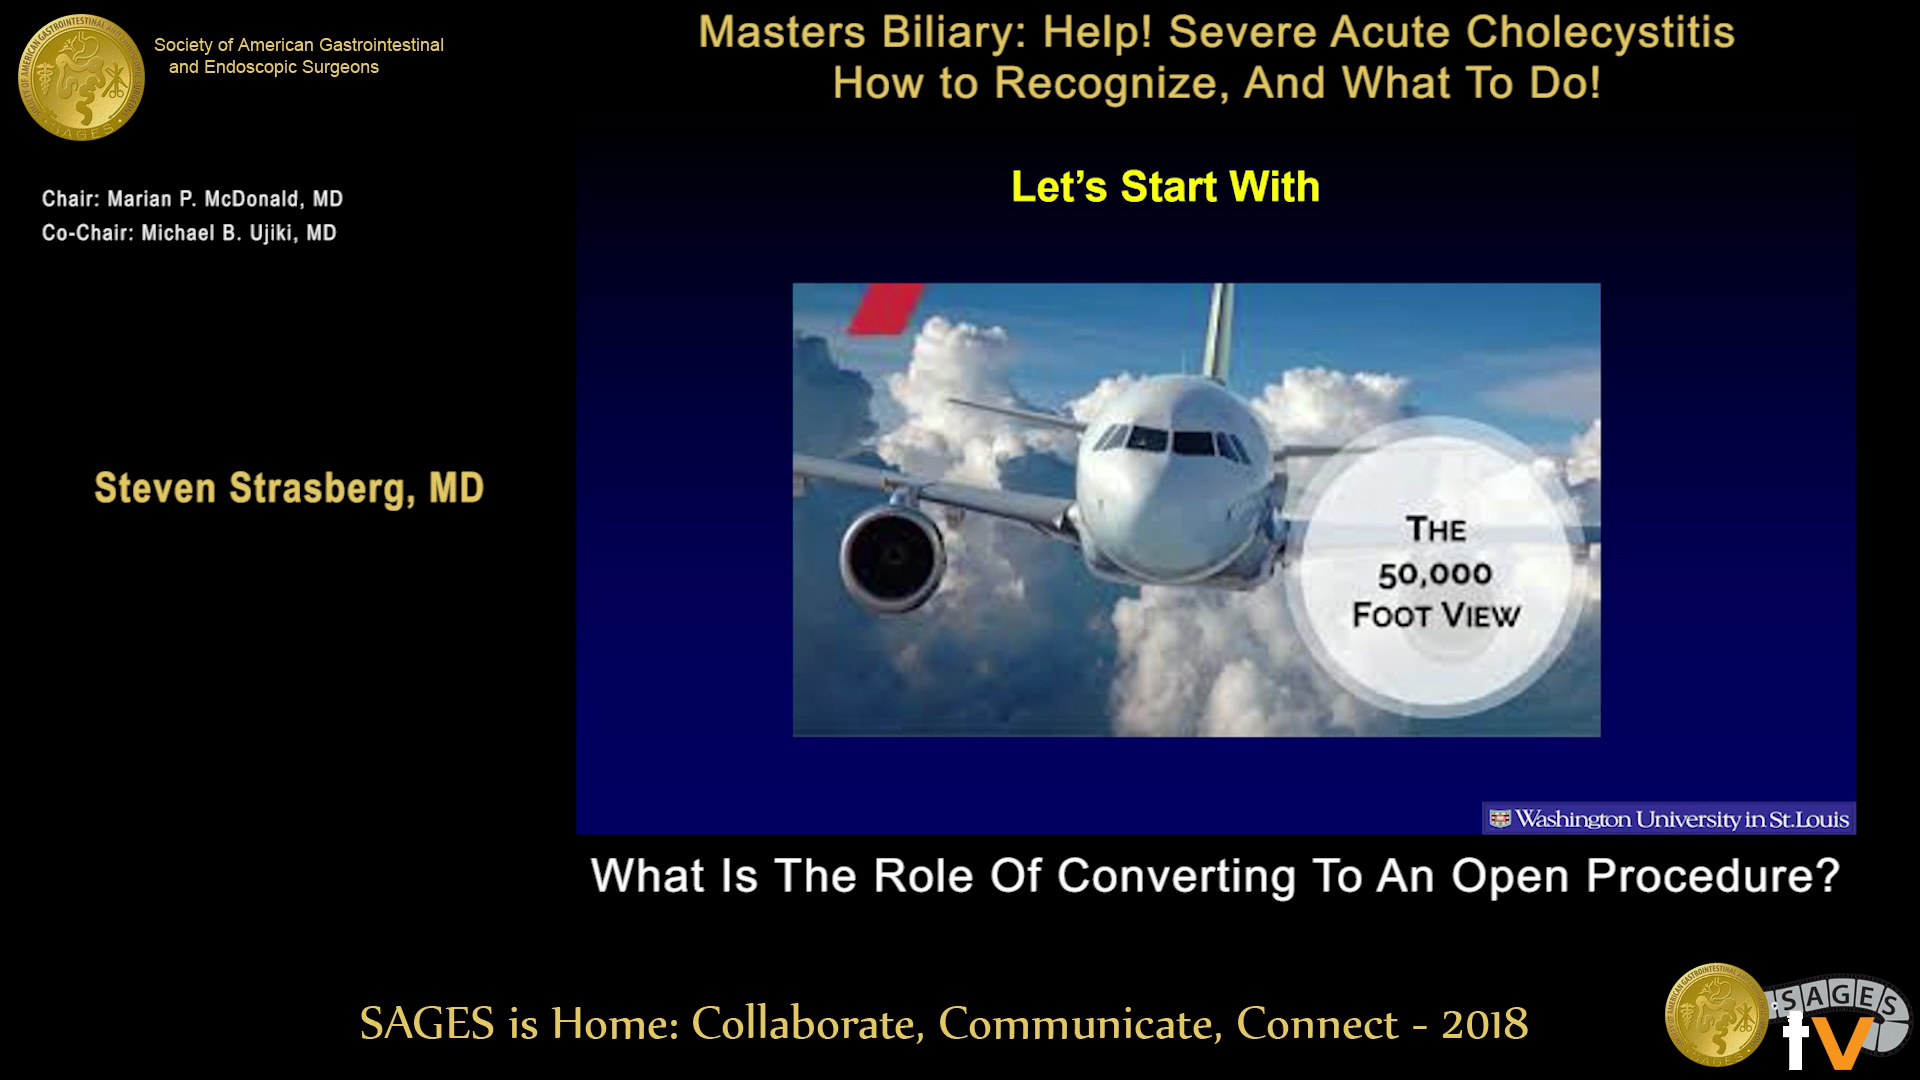 Society of American Gastrointestinal
and Endoscopic Surgeons
Masters Biliary: Help! Severe Acute Cholecystitis
How to Recognize, And What To Do!
Chair: Marian P. McDonald, MD
Co-Chair: Michael B. Ujiki, MD
Steven Strasberg, MD
Let's Start With
THE
50,000
FOOT VIEW
Washington University in St.Louis
What Is The Role Of Converting To An Open Procedure?
SAGES is Home: Collaborate, Communicate, Connect - 2018
SAGES
tv